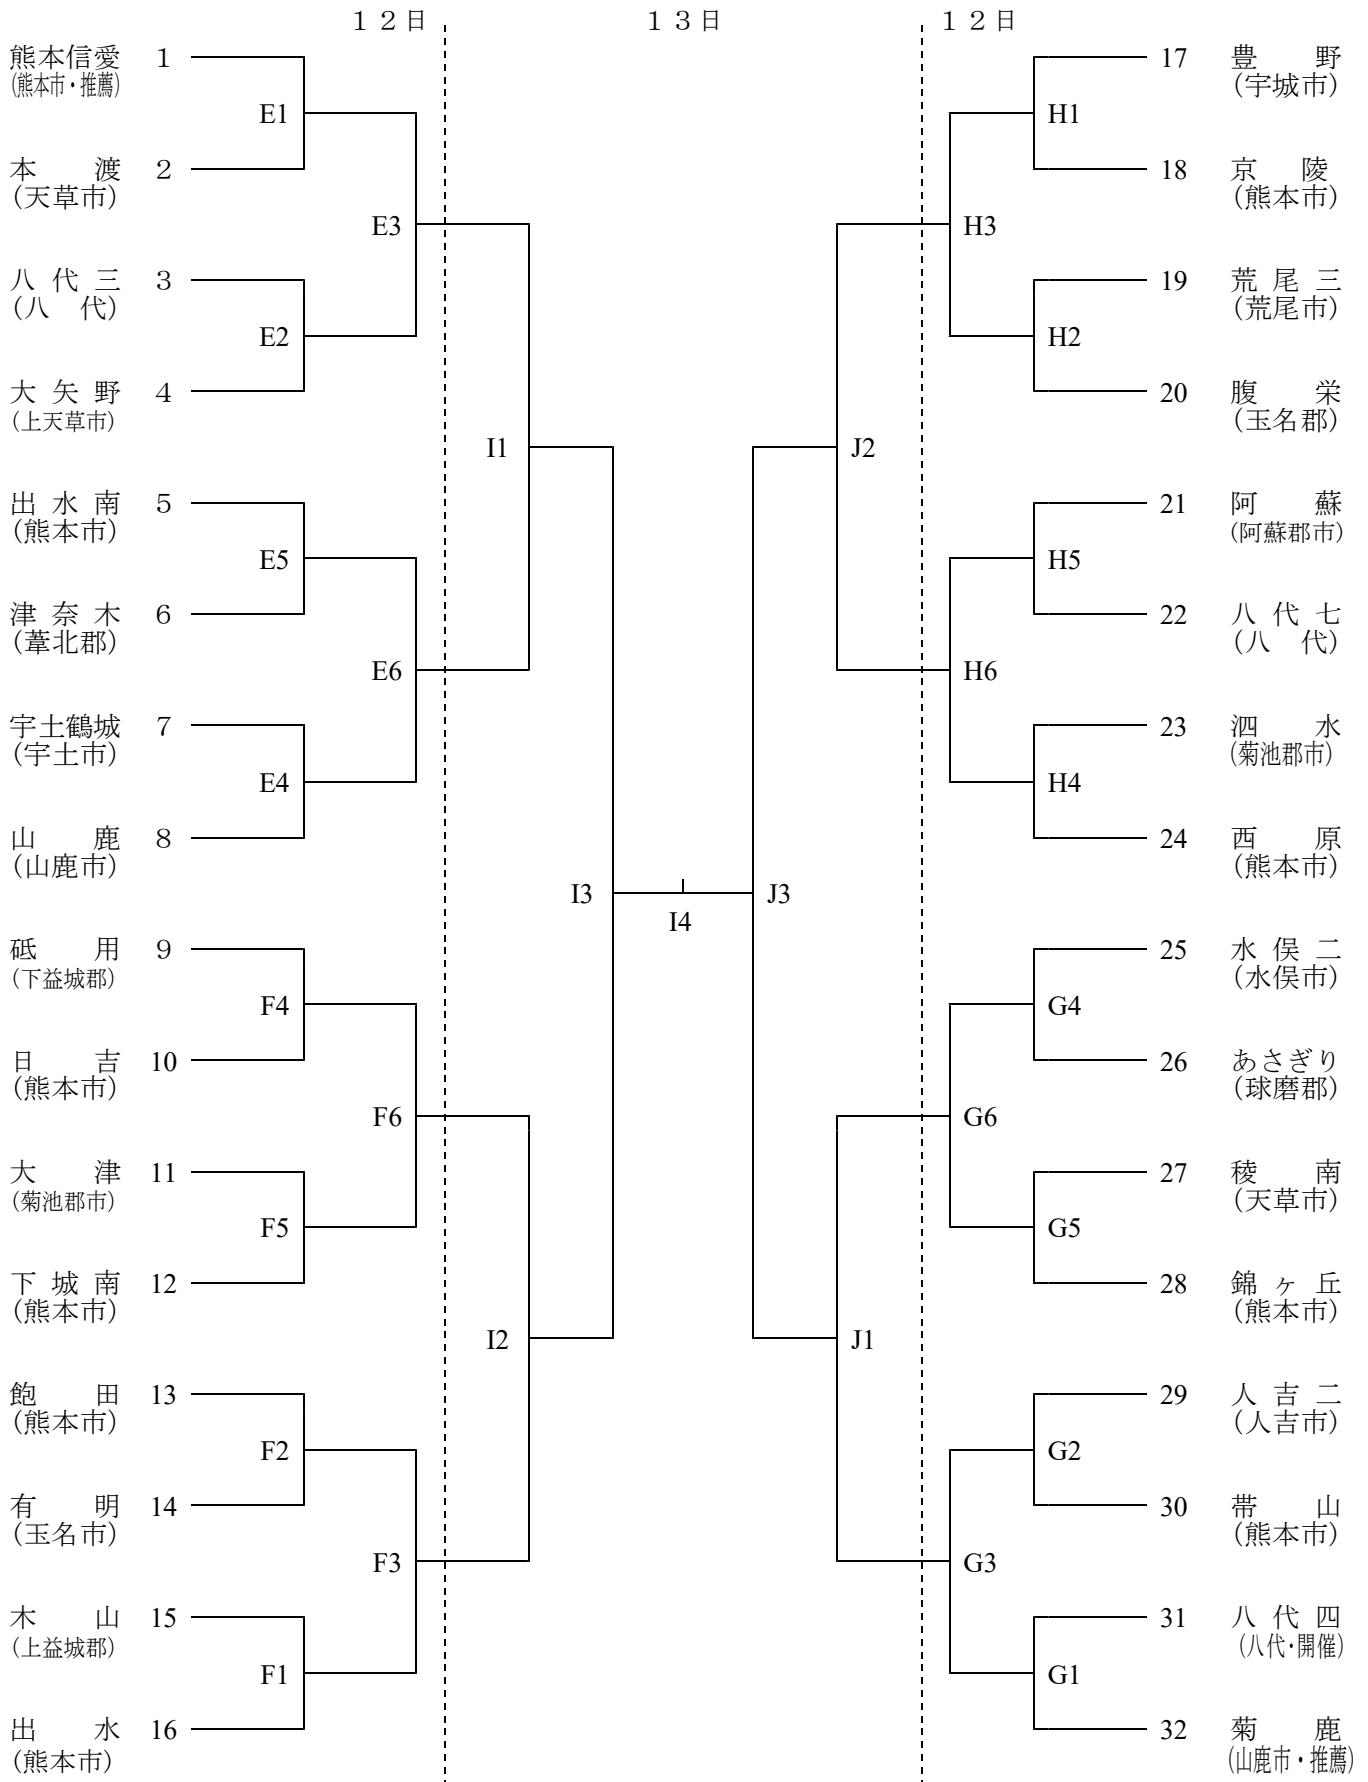 １２日 １３日 １２日
熊本信愛 1
(熊本市・推薦)
E1
本渡 2
(天草市)
E3
八代三 3
(八代)
E2
大矢野 4
(上天草市)
I1
出水南 5
(熊本市)
E5
津奈木 6
(葦北郡)
E6
宇土鶴城 7
(宇土市)
E4
山鹿 8
(山鹿市)
I3
I4
砥用 9
(下益城郡)
F4
日吉 10
(熊本市)
F6
大津 11
(菊池郡市)
F5
下城南 12
(熊本市)
I2
飽田 13
(熊本市)
F2
有明 14
(玉名市)
F3
木山 15
(上益城郡)
F1
出水 16
(熊本市)
17 豊野
(宇城市)
H1
18 京陵
(熊本市)
H3
19 荒尾三
(荒尾市)
H2
20 腹栄
(玉名郡)
J2
21 阿蘇
(阿蘇郡市)
H5
22 八代七
(八代)
H6
23 泗水
(菊池郡市)
H4
24 西原
(熊本市)
J3
25 水俣二
(水俣市)
G4
26 あさぎり
(球磨郡)
G6
27 稜南
(天草市)
G5
28 錦ヶ丘
(熊本市)
J1
29 人吉二
(人吉市)
G2
30 帯山
(熊本市)
G3
31 八代四
(八代・開催)
G1
32 菊鹿
(山鹿市・推薦)